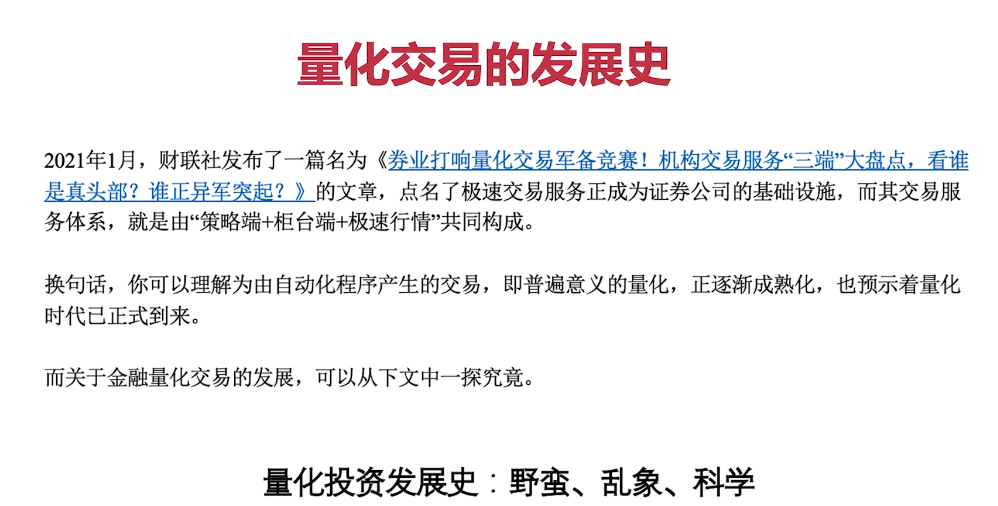 量化交易的发展史
2021年1月，财联社发布了一篇名为《券业打响量化交易军备竞赛！机构交易服务“三端”大盘点，看谁
是真头部？谁正异军突起？》的文章，点名了极速交易服务正成为证券公司的基础设施，而其交易服
务体系，就是由“策略端+柜台端+极速行情”共同构成。
换句话，你可以理解为由自动化程序产生的交易，即普遍意义的量化，正逐渐成熟化，也预示着量化
时代已正式到来。
而关于金融量化交易的发展，可以从下文中一探究竟。
量化投资发展史：野蛮、乱象、科学